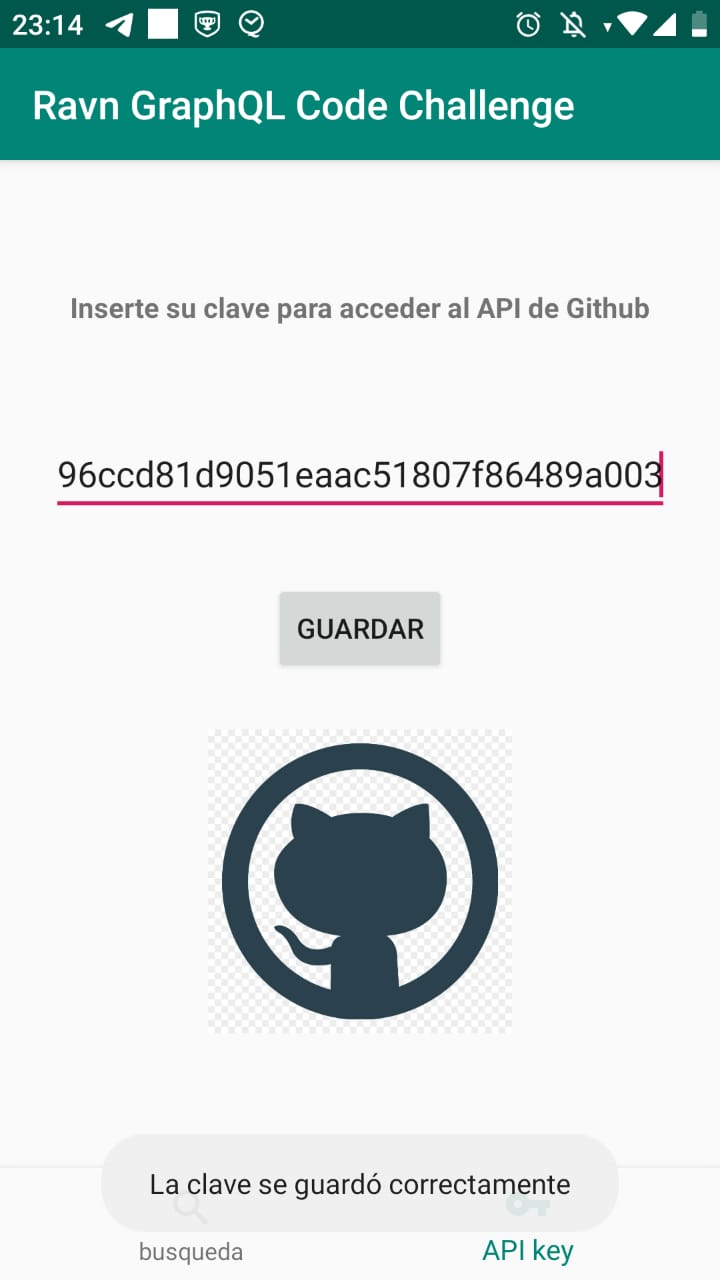 23:14
Ravn GraphQL Code Challenge
Inserte su clave para acceder al API de Github
96ccd81d9051eaac51807f86489a003
GUARDAR
La clave se guardó correctamente
busqueda
API key